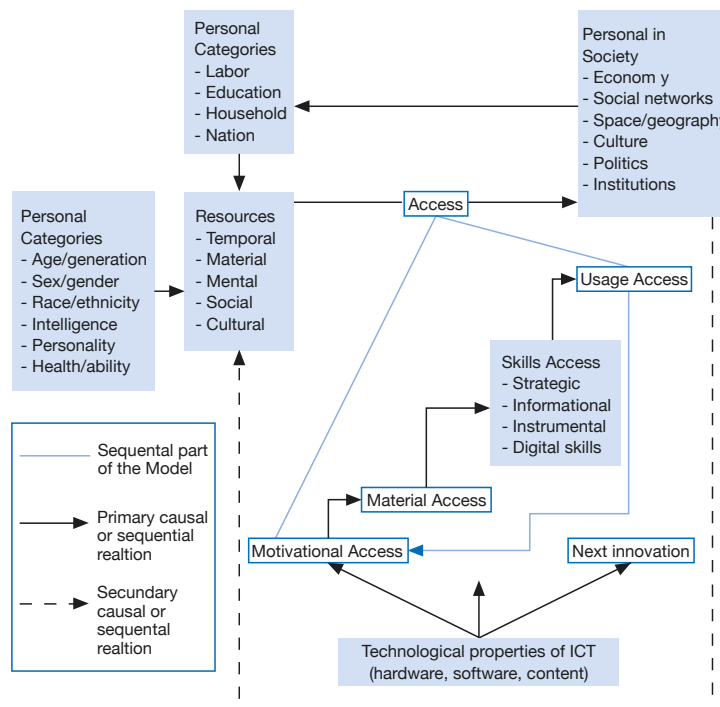 Personal
Categories
- Labor
- Education
- Household
- Nation
Personal in
Society
- Econom y
- Social networks
- Space/geography
- Culture
- Politics
- Institutions
Personal
Categories
- Age/generation
- Sex/gender
- Race/ethnicity
- Intelligence
- Personality
- Health/ability
Resources
- Temporal
- Material
- Mental
- Social
- Cultural
Access
Usage Access
Skills Access
- Strategic
- Informational
- Instrumental
- Digital skills
Material Access
Motivational Access
Next innovation
Technological properties of ICT
(hardware, software, content)
Sequental part
of the Model
Primary causal
or sequential
realtion
Secundary
causal or
sequental
realtion